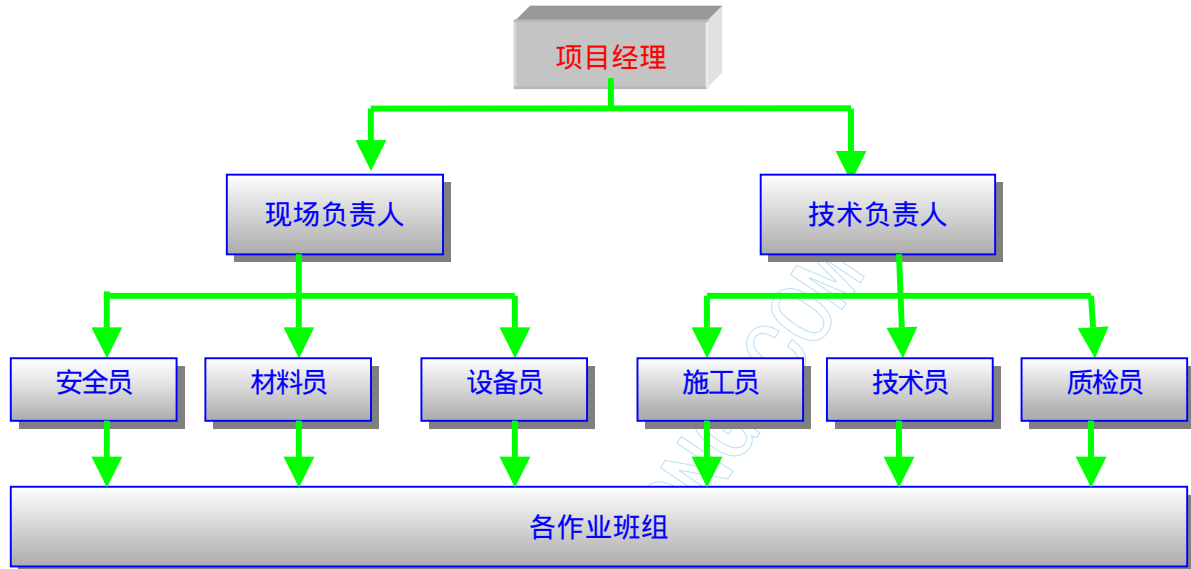 项目经理
现场负责人
技术负责人
安全员
材料员
设备员
施工员
技术员
质检员
各作业班组